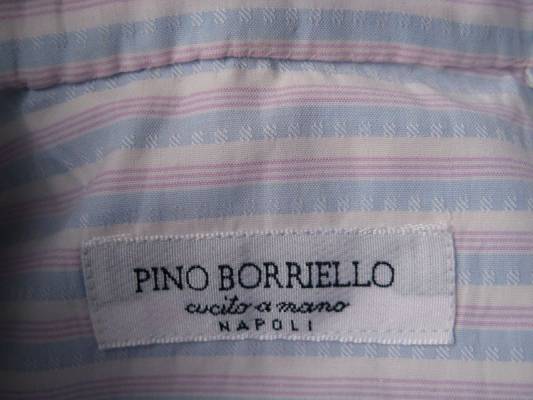 PINO BORRIELLO
cucito a mano
NAPOLI